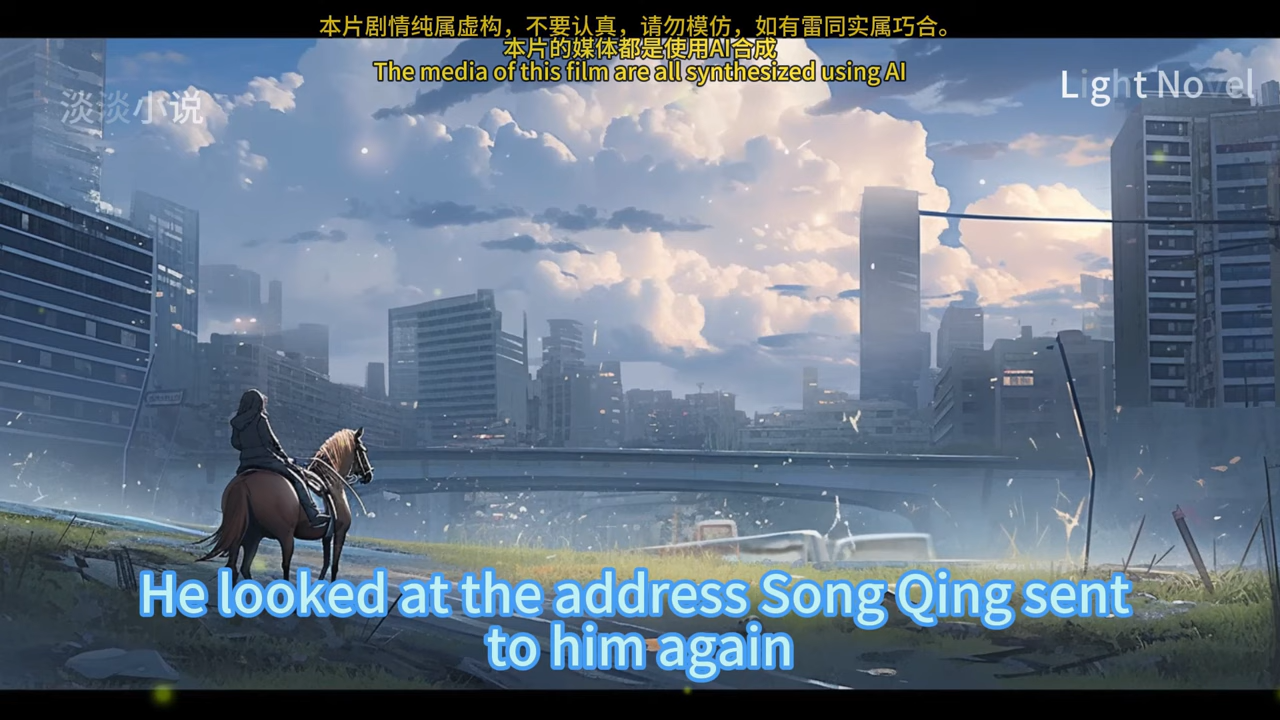 本片剧情纯属虚构，不要认真，请勿模仿，如有雷同实属巧合。
本片的媒体都是使用AI合成
The media of this film are all synthesized using AI
淡淡小说
Light Novel
He looked at the address Song Qing sent
to him again